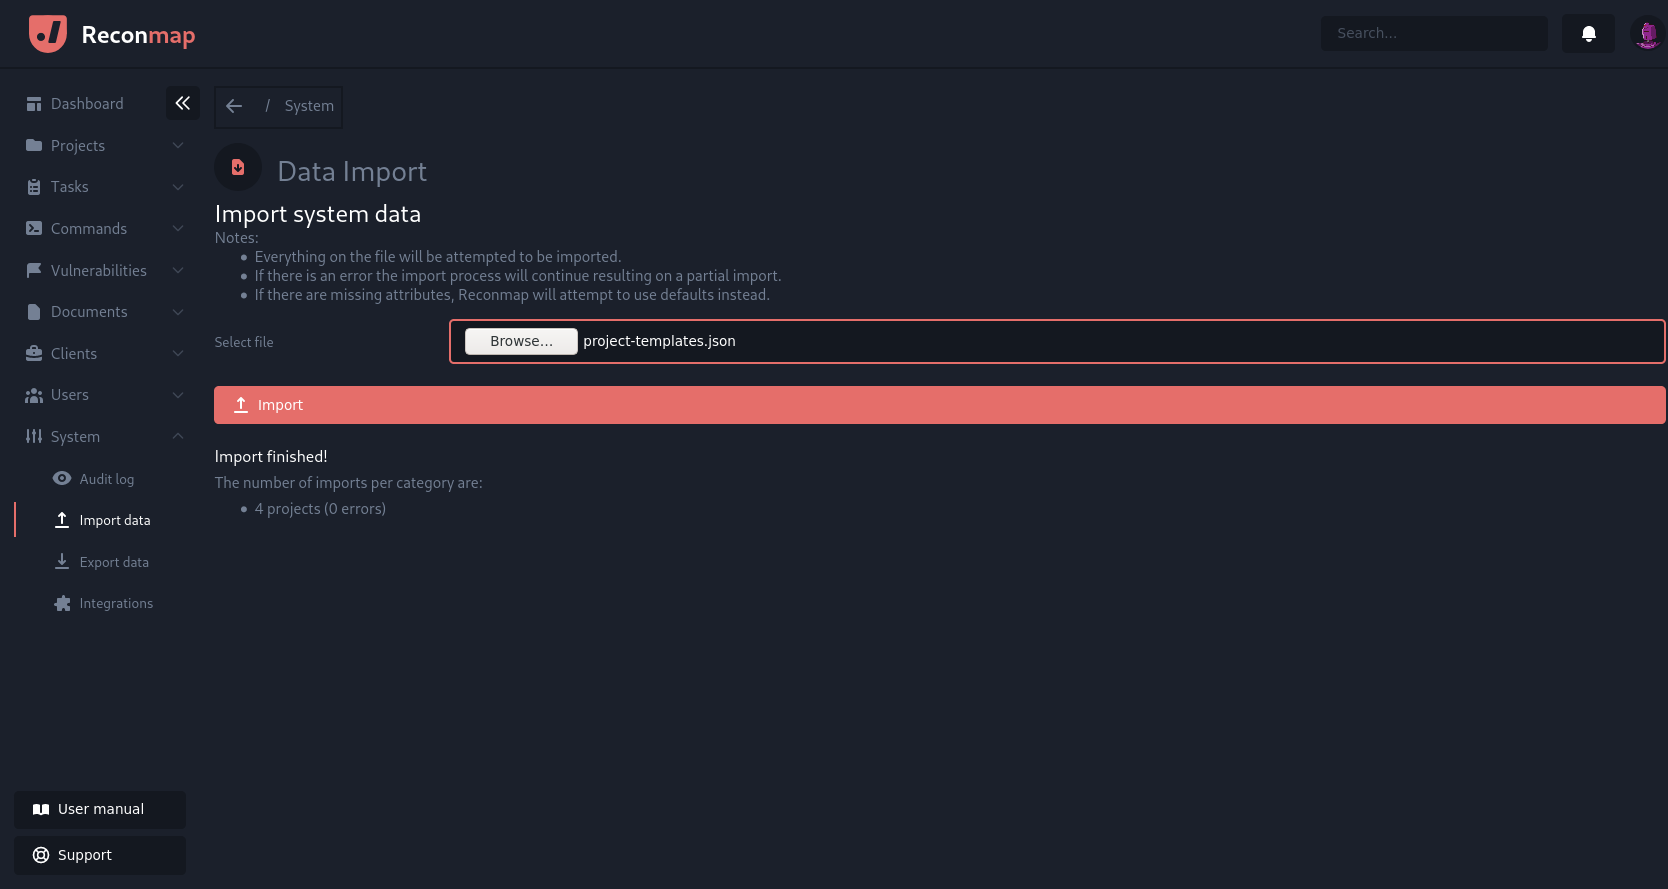 Reconmap
Search...
Dashboard
Projects
Tasks
Commands
Vulnerabilities
Documents
Clients
Users
System
Audit log
Import data
Export data
Integrations
User manual
Support
/ System
Data Import
Import system data
Notes:
Everything on the file will be attempted to be imported.
If there is an error the import process will continue resulting on a partial import.
If there are missing attributes, Reconmap will attempt to use defaults instead.
Select file
Browse... project-templates.json
Import
Import finished!
The number of imports per category are:
4 projects (0 errors)